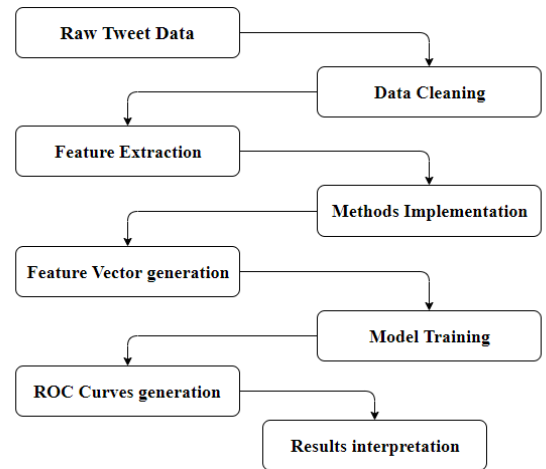 Raw Tweet Data
Data Cleaning
Feature Extraction
Methods Implementation
Feature Vector generation
Model Training
ROC Curves generation
Results interpretation